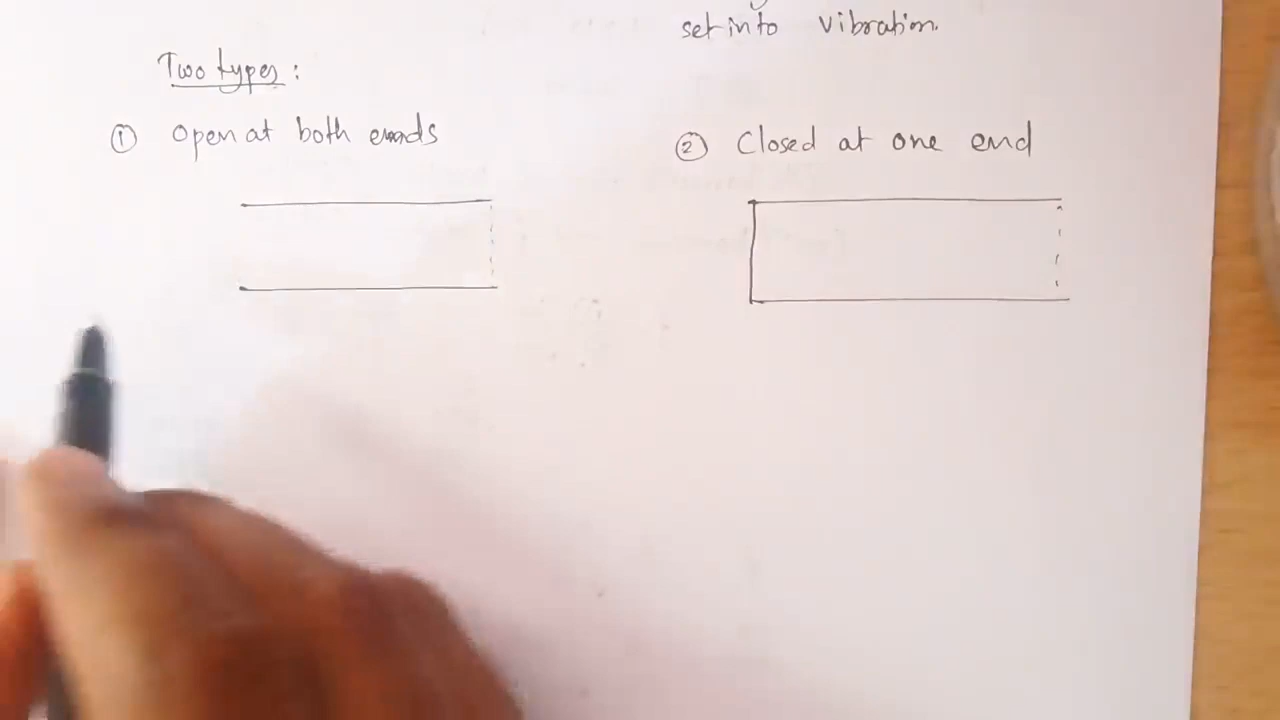 set into vibration.
Two types:
① Open at both ends
② Closed at one end